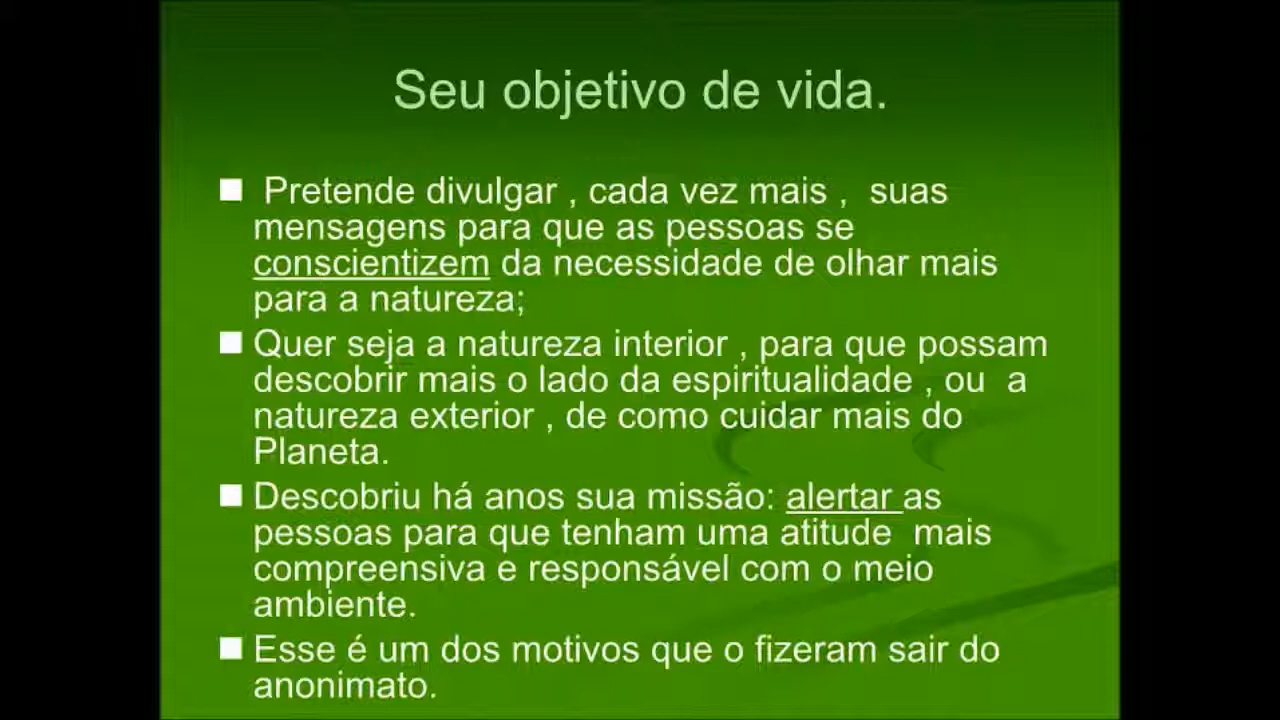 Seu objetivo de vida.
Pretende divulgar , cada vez mais , suas
mensagens para que as pessoas se
conscientizem da necessidade de olhar mais
para a natureza;
Quer seja a natureza interior , para que possam
descobrir mais o lado da espiritualidade , ou a
natureza exterior , de como cuidar mais do
Planeta.
Descobriu há anos sua missão: alertar as
pessoas para que tenham uma atitude mais
compreensiva e responsável com o meio
ambiente.
Esse é um dos motivos que o fizeram sair do
anonimato.